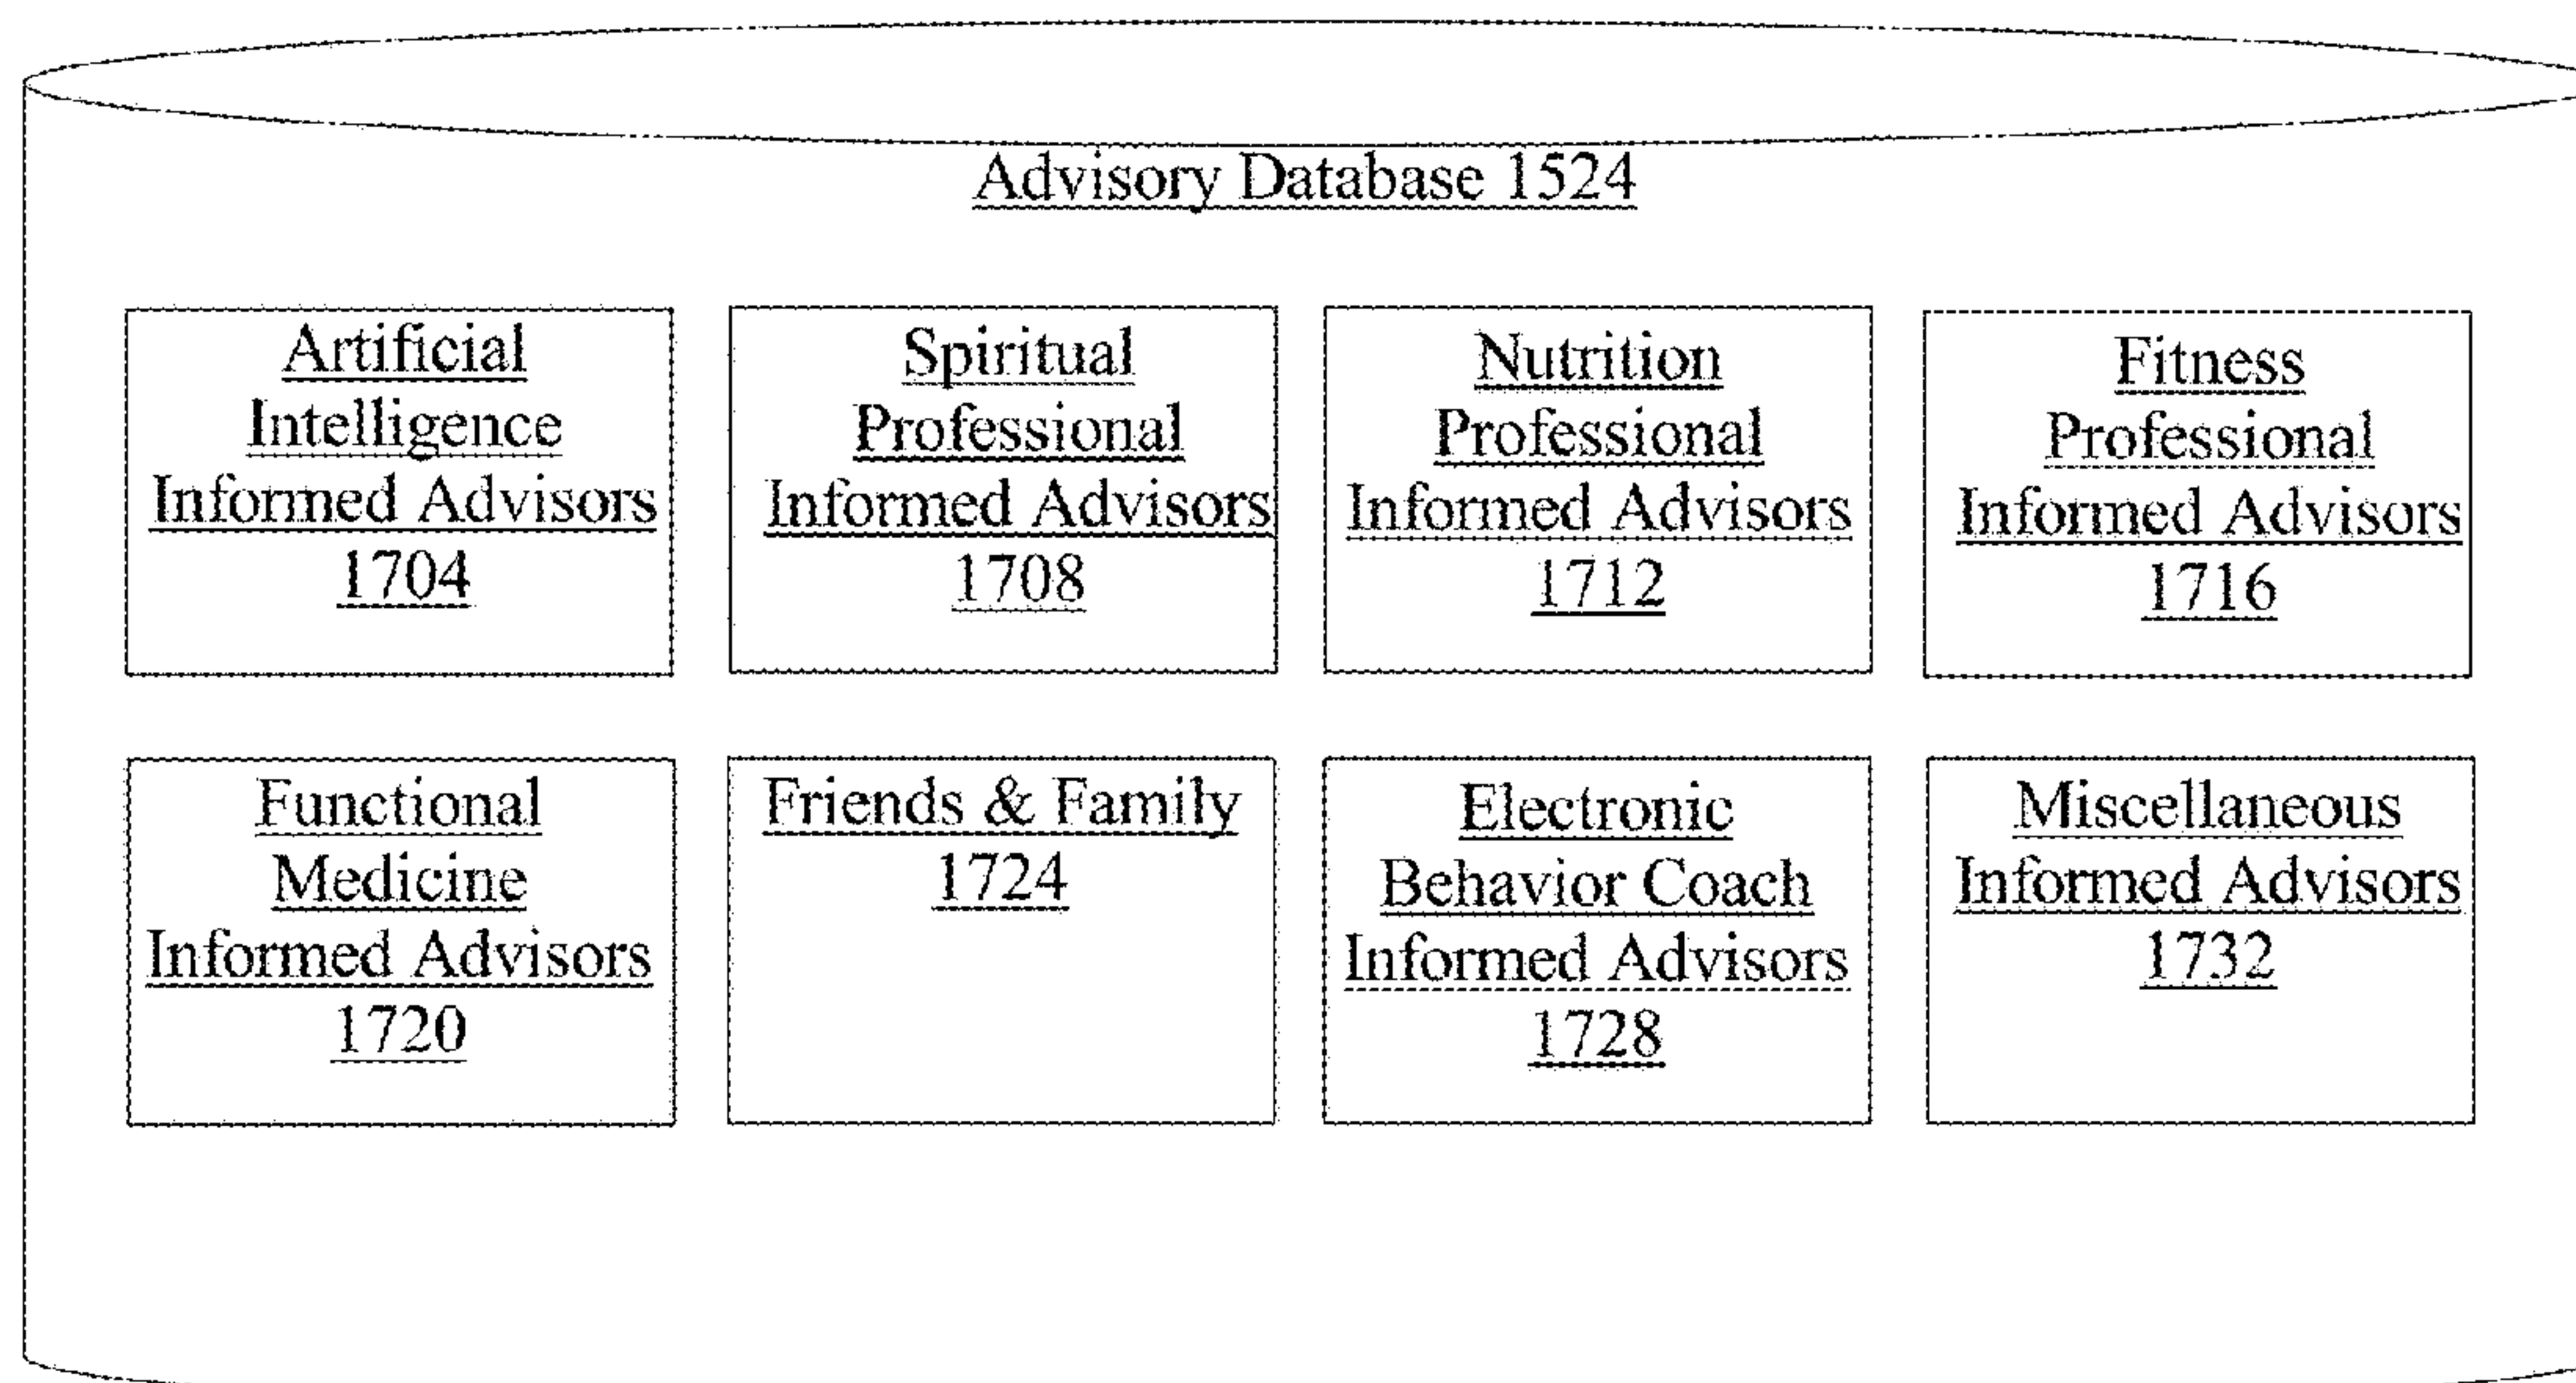 Advisory Database 1524
Artificial
Intelligence
Informed Advisors
1704
Spiritual
Professional
Informed Advisors
1708
Nutrition
Professional
Informed Advisors
1712
Fitness
Professional
Informed Advisors
1716
Functional
Medicine
Informed Advisors
1720
Friends & Family
1724
Electronic
Behavior Coach
Informed Advisors
1728
Miscellaneous
Informed Advisors
1732